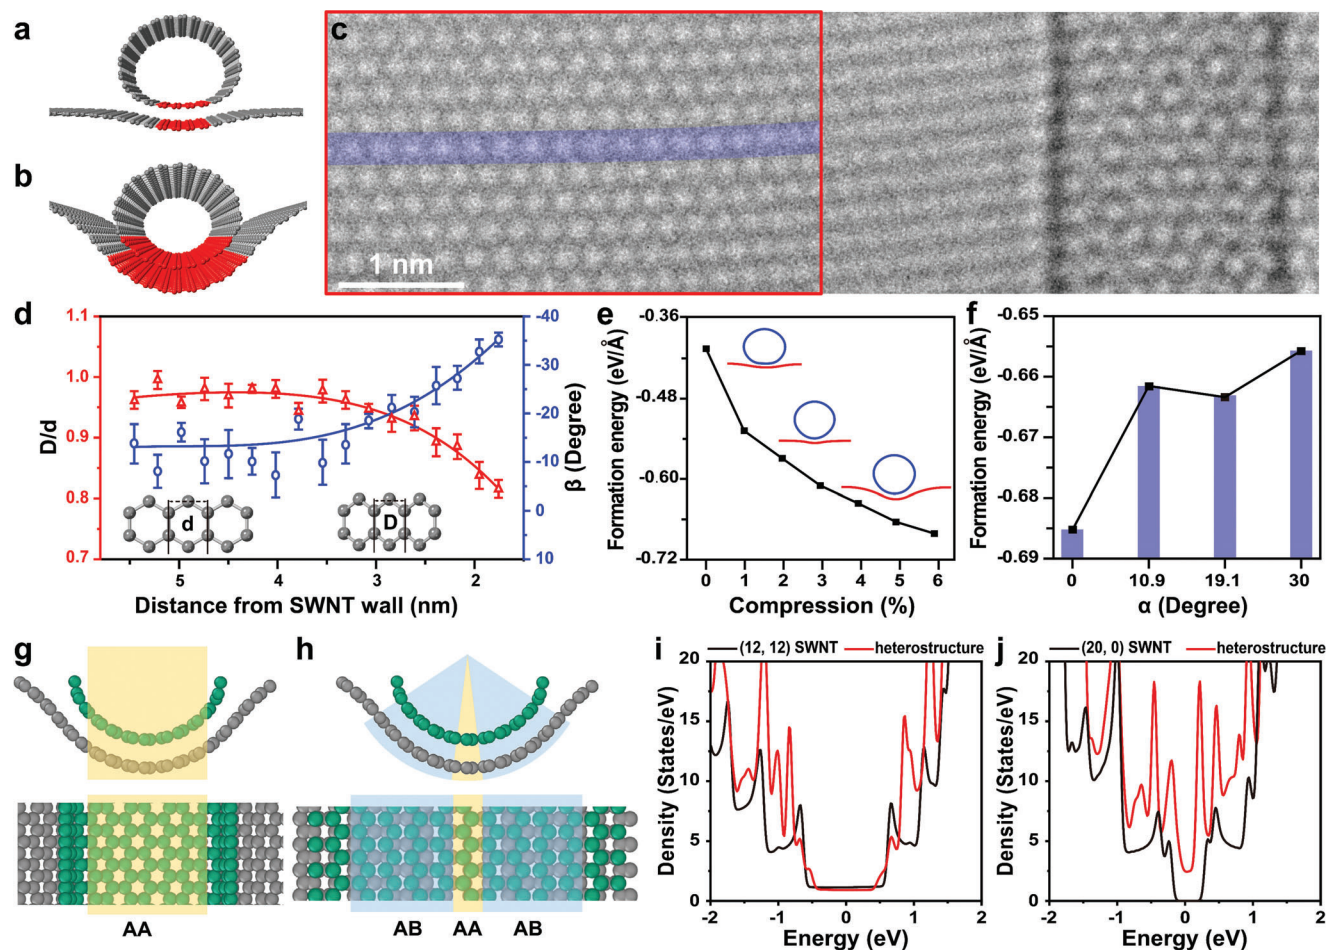 a
b
c
1 nm
d
D/d
1.1
1.0
0.9
0.8
0.7
d
D
-40
-30
-20
-10
0
10
β (Degree)
5
4
3
2
Distance from SWNT wall (nm)
e
Formation energy (eV/Å)
-0.36
-0.48
-0.60
-0.72
0 1 2 3 4 5 6
Compression (%)
f
Formation energy (eV/Å)
-0.65
-0.66
-0.67
-0.68
-0.69
0 10.9 19.1 30
α (Degree)
g
AA
h
AB AA AB
i
(12, 12) SWNT heterostructure
Density (States/eV)
20
15
10
5
0
-2 -1 0 1 2
Energy (eV)
j
(20, 0) SWNT heterostructure
Density (States/eV)
20
15
10
5
0
-2 -1 0 1 2
Energy (eV)